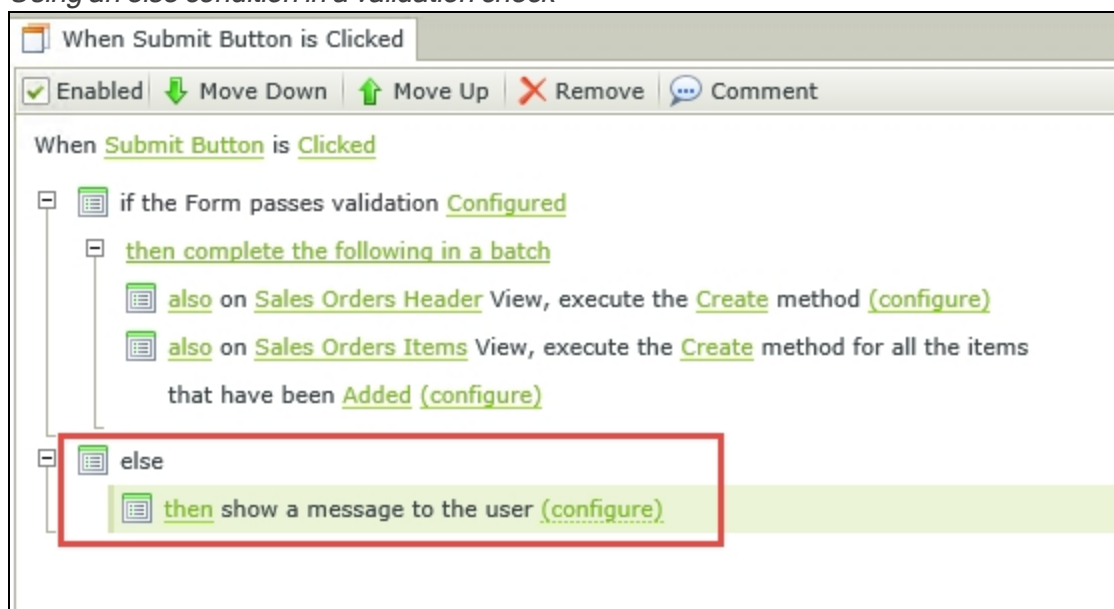 Using an else condition in a validation check
When Submit Button is Clicked
Enabled Move Down Move Up Remove Comment
When Submit Button is Clicked
if the Form passes validation Configured
then complete the following in a batch
also on Sales Orders Header View, execute the Create method (configure)
also on Sales Orders Items View, execute the Create method for all the items
that have been Added (configure)
else
then show a message to the user (configure)